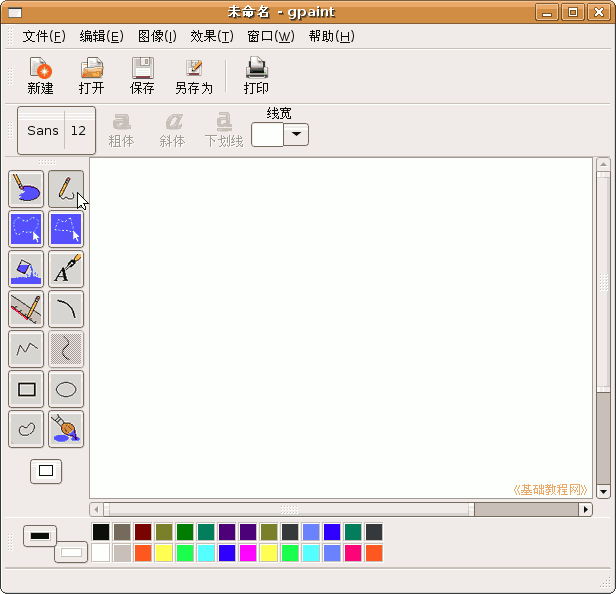 未命名 - gpaint
文件(F) 编辑(E) 图像(I) 效果(T) 窗口(W) 帮助(H)
新建 打开 保存 另存为 打印
线宽
Sans 12
a a a
粗体 斜体 下划线
A
《基础教程网》